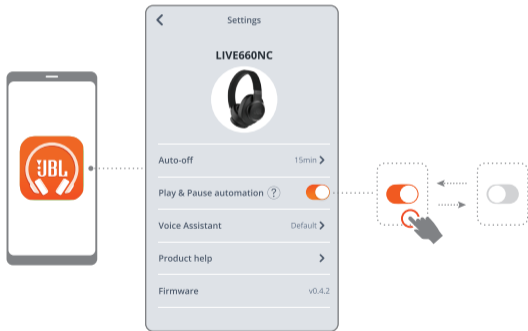 Settings
LIVE660NC
JBL
Auto-off 15min
Play & Pause automation ?
Voice Assistant Default
Product help
Firmware v0.4.2